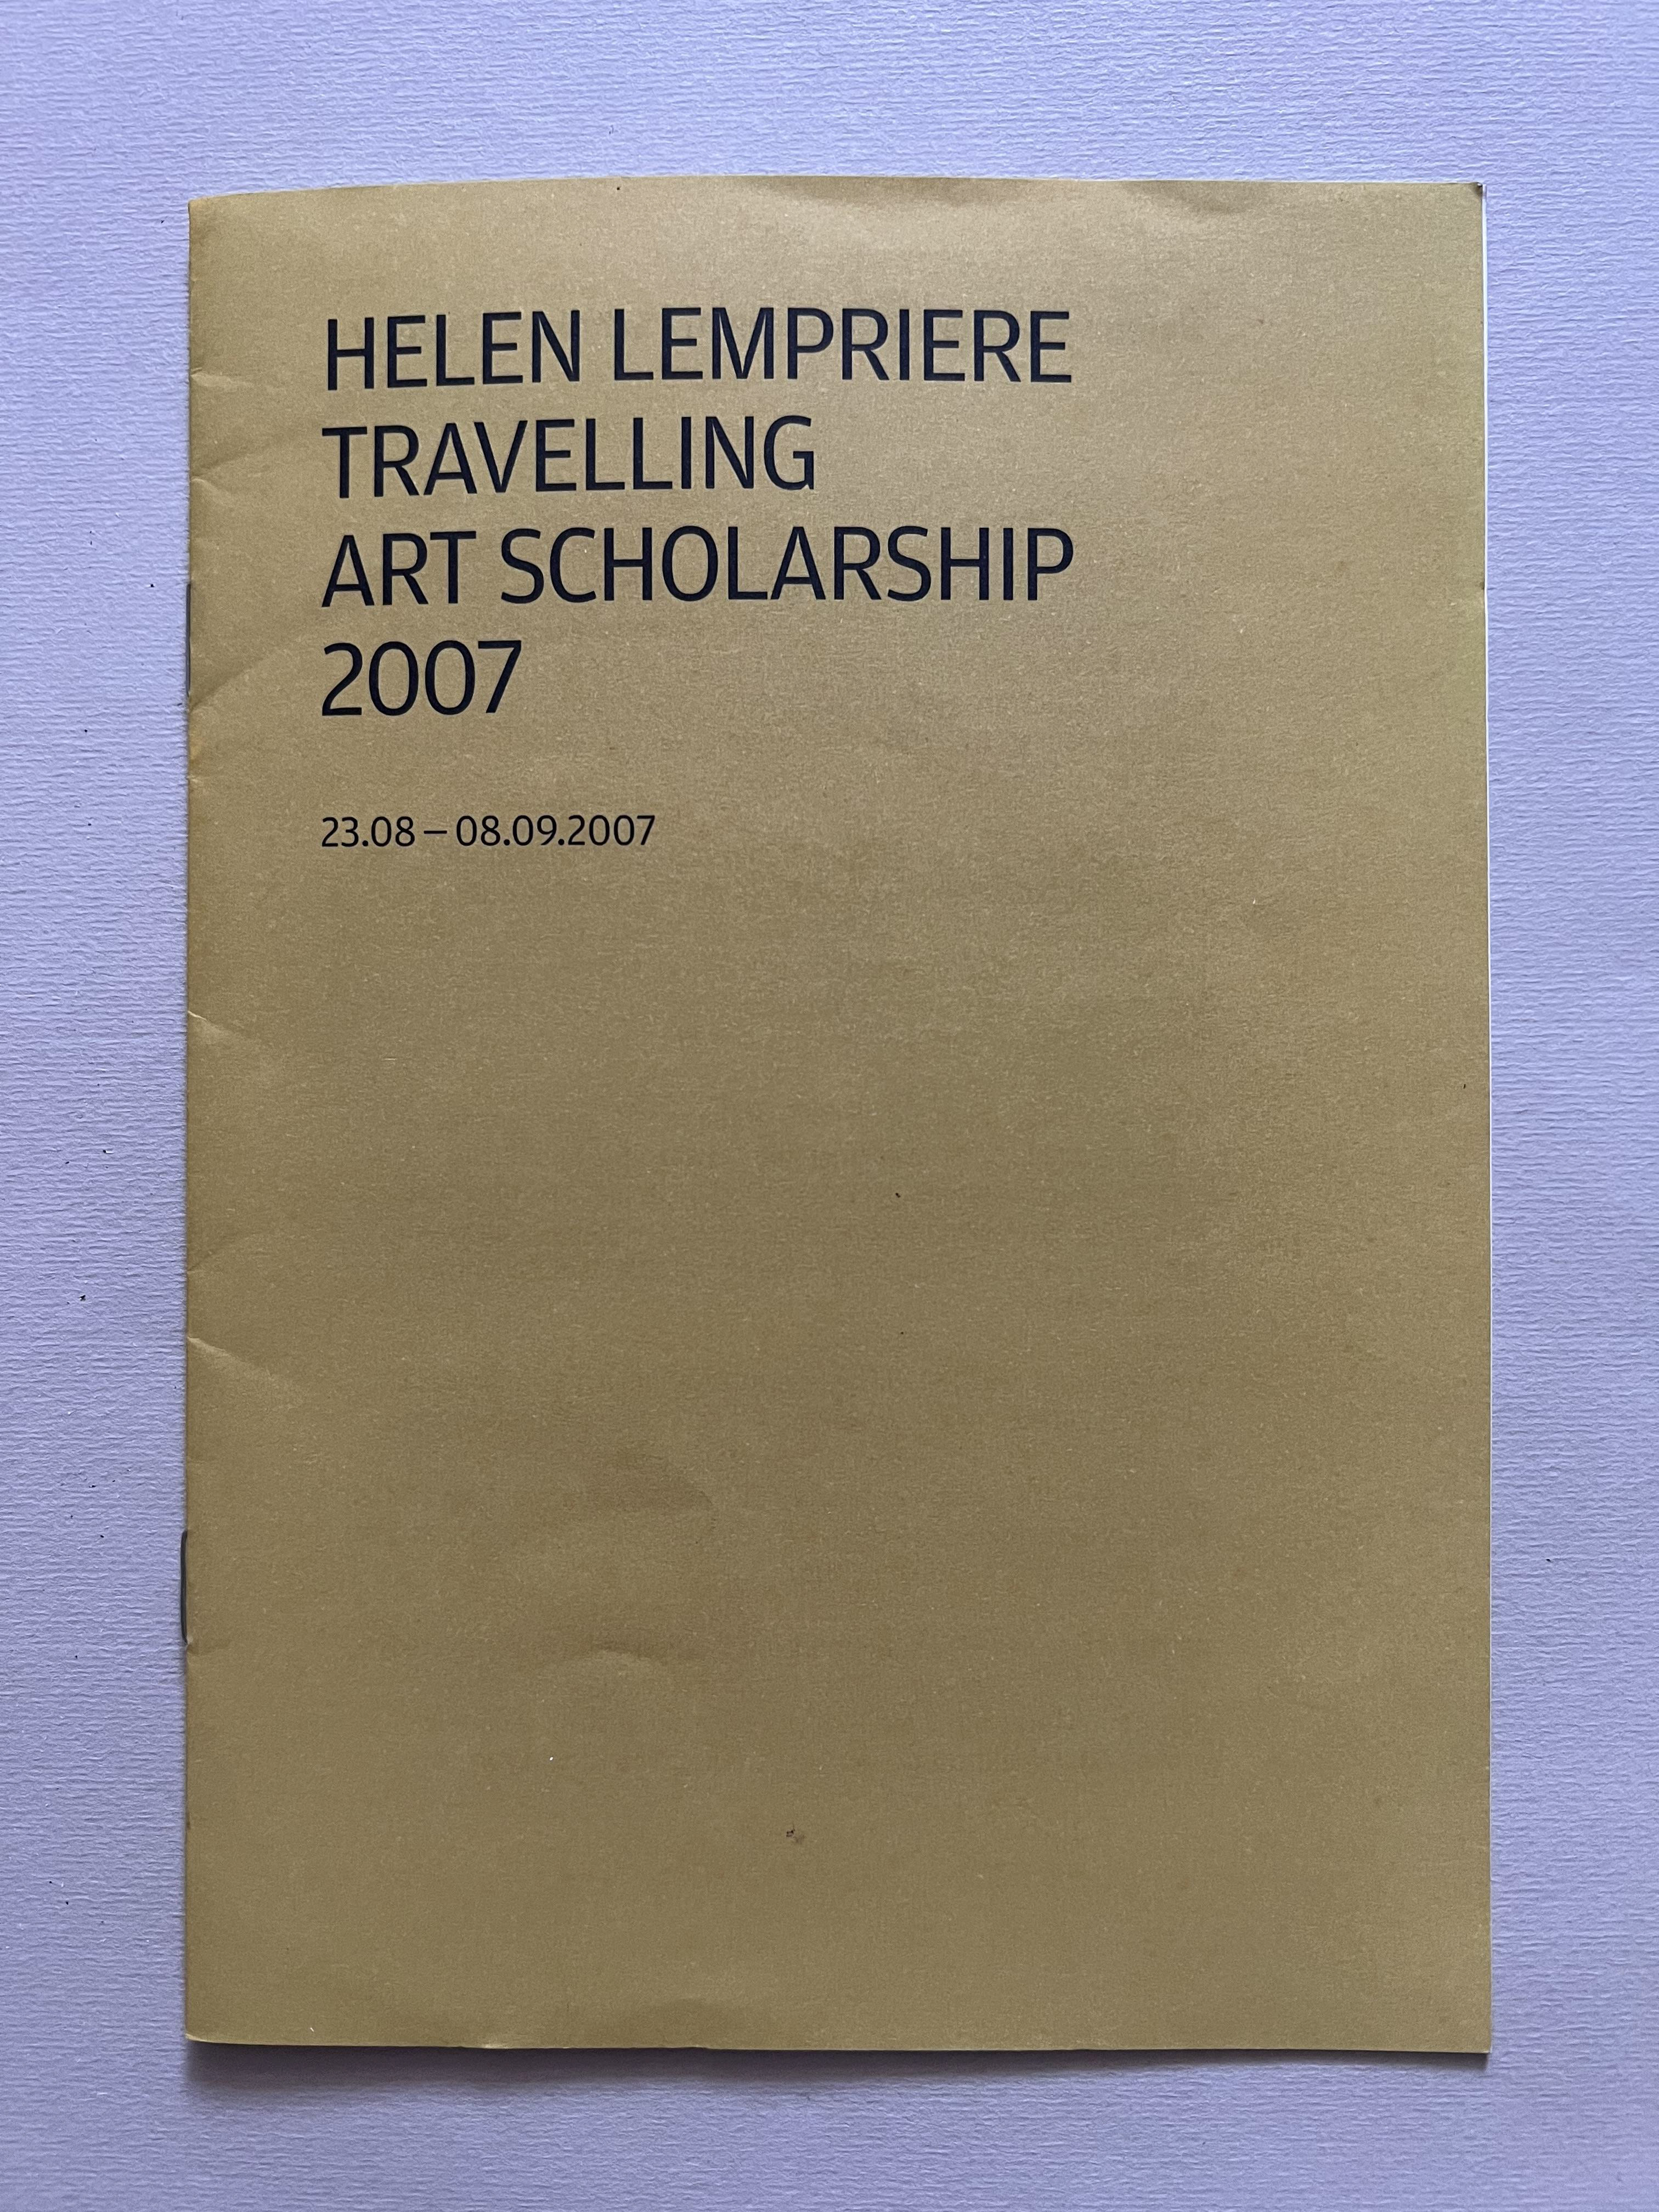 HELEN LEMPRIERE
TRAVELLING
ART SCHOLARSHIP
2007
23.08 – 08.09.2007